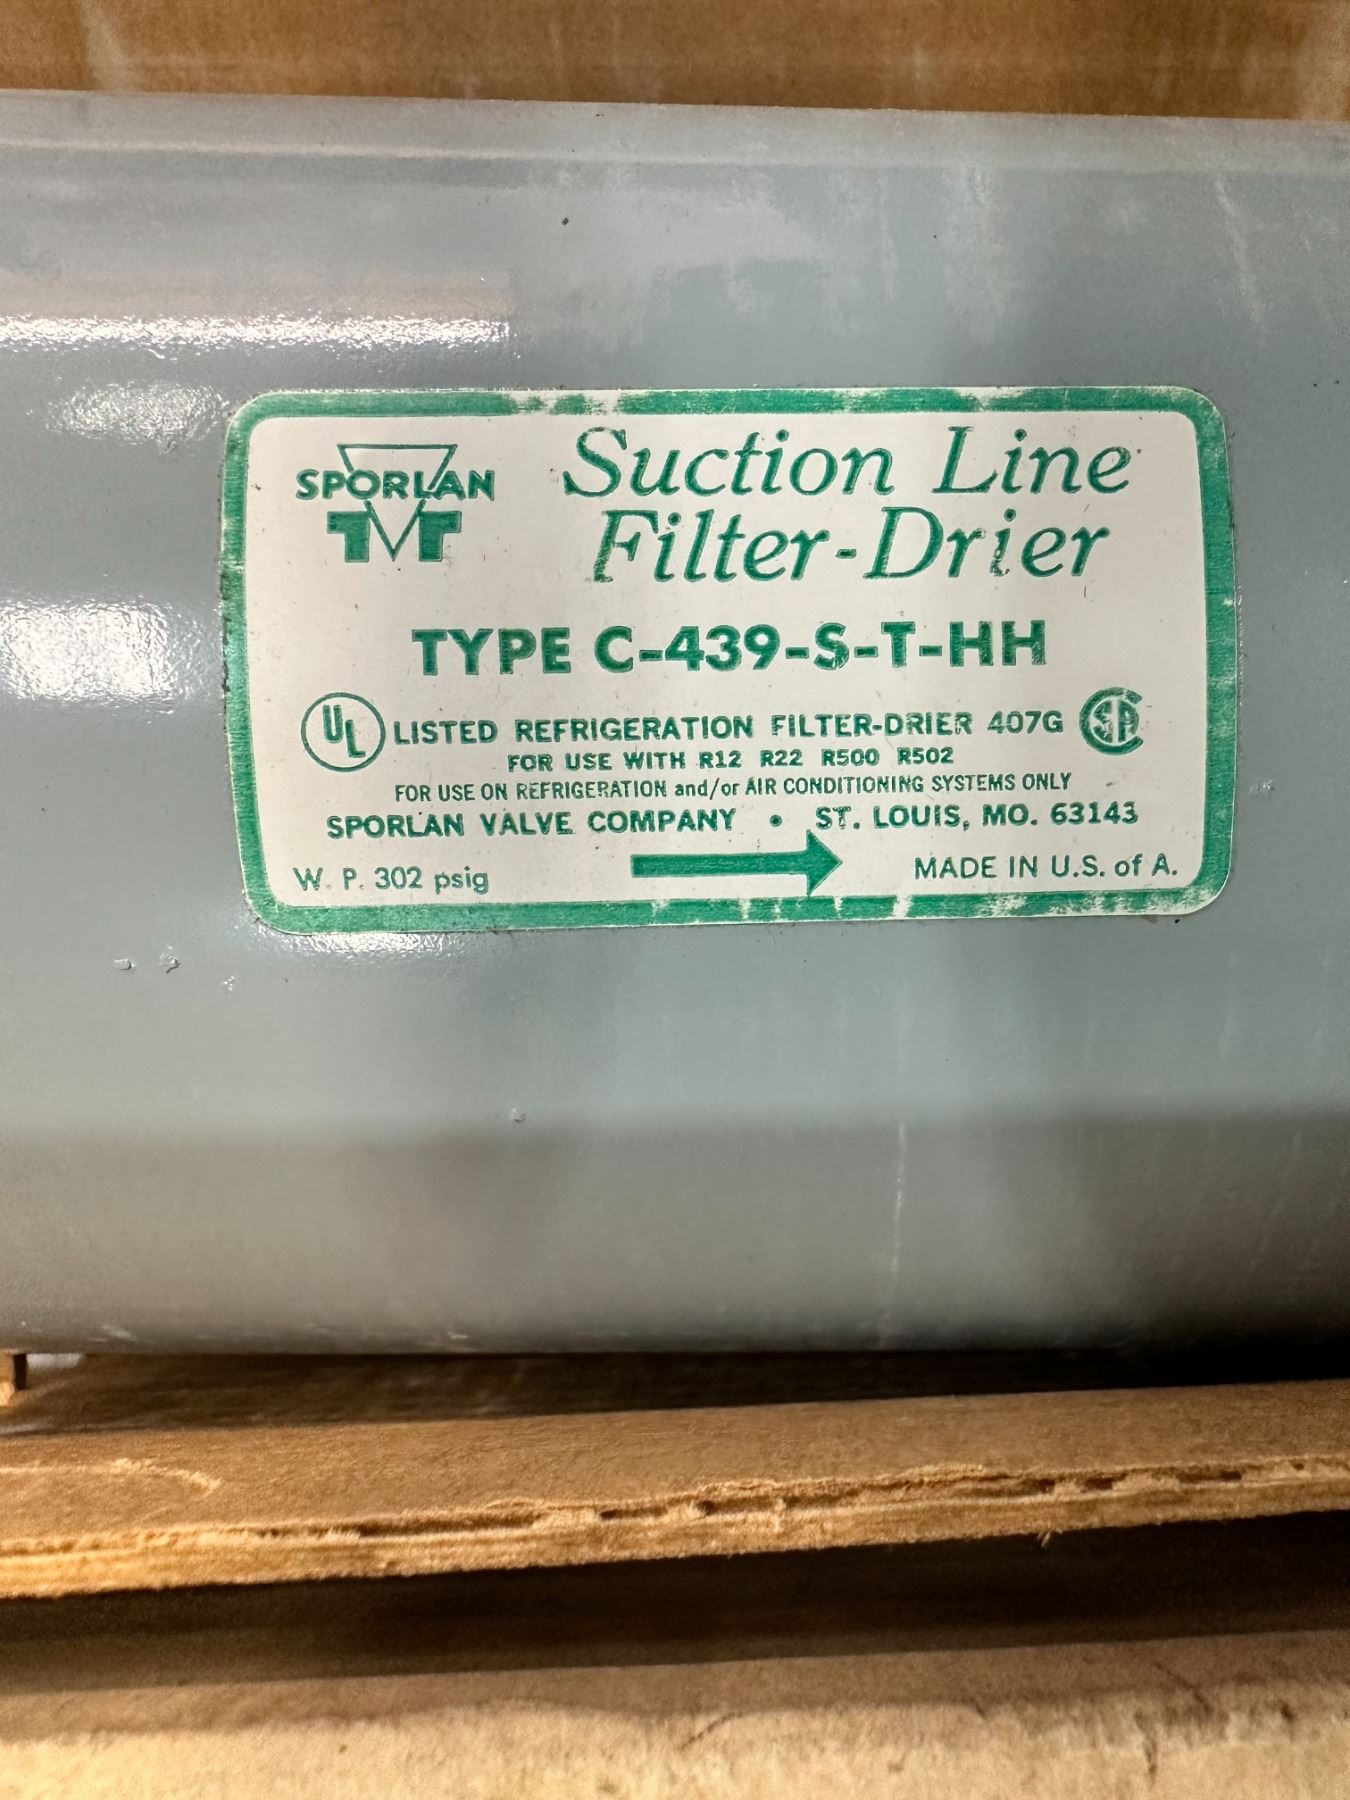 SPORLAN
Suction Line
Filter-Drier
TYPE C-439-S-T-HH
UL LISTED REFRIGERATION FILTER-DRIER 407G SA
FOR USE WITH R12 R22 R500 R502
FOR USE ON REFRIGERATION and/or AIR CONDITIONING SYSTEMS ONLY
SPORLAN VALVE COMPANY • ST. LOUIS, MO. 63143
W. P. 302 psig MADE IN U.S. of A.